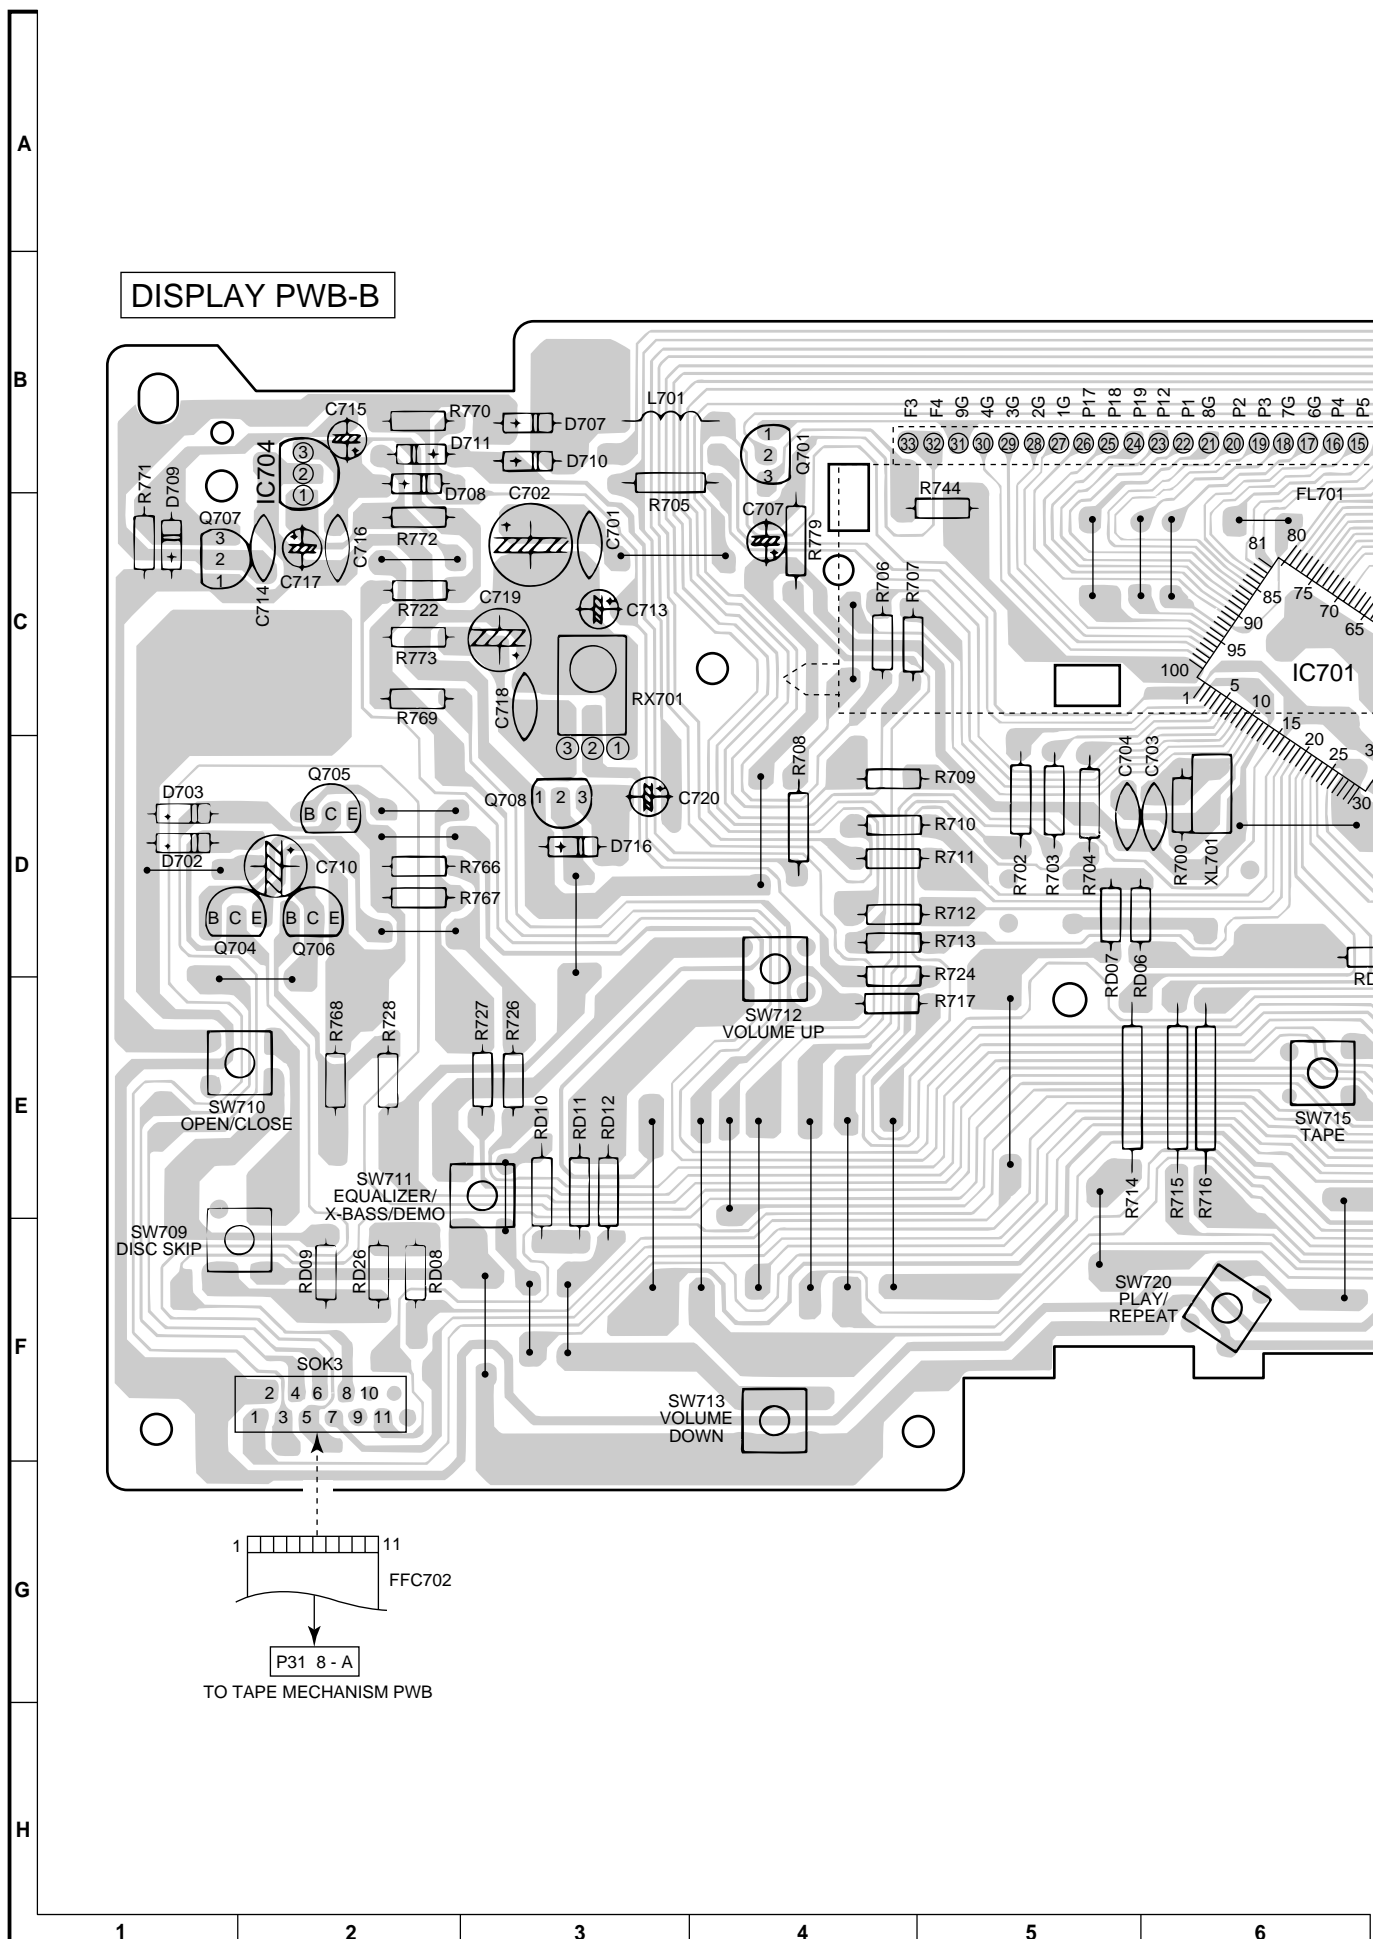 A
DISPLAY PWB-B
B
L701
C715
R770
D707
D711
D710
Q701
1
2
3
F3 F4 9G 4G 3G 2G 1G P17 P18 P19 P12 P1 8G P2 P3 7G 6G P4 P5
33 32 31 30 29 28 27 26 25 24 23 22 21 20 19 18 17 16 15
IC704
3
2
1
R771
D709
D708
C702
R705
R744
FL701
Q707
3
2
1
C716
R772
C701
C707
R779
81
80
C714
C717
R722
C719
C713
R706
R707
85
75
70
65
90
95
100
C
R773
RX701
IC701
C718
R769
1
5
10
15
20
25
30
3
3 2 1
R708
C704
C703
Q705
B C E
D703
Q708
1 2 3
C720
R709
D702
R710
D
C710
R766
D716
R711
R702
R703
R704
R700
XL701
R767
B C E
B C E
R712
Q704
Q706
R713
RD07
RD06
R724
RD
R717
SW712
VOLUME UP
R768
R728
R727
R726
E
SW710
OPEN/CLOSE
RD10
RD11
RD12
SW715
TAPE
SW711
EQUALIZER/
X-BASS/DEMO
R714
R715
R716
SW709
DISC SKIP
RD09
RD26
RD08
SW720
PLAY/
REPEAT
F
SOK3
2 4 6 8 10
1 3 5 7 9 11
SW713
VOLUME
DOWN
1
11
FFC702
G
P31 8 - A
TO TAPE MECHANISM PWB
H
1 2 3 4 5 6